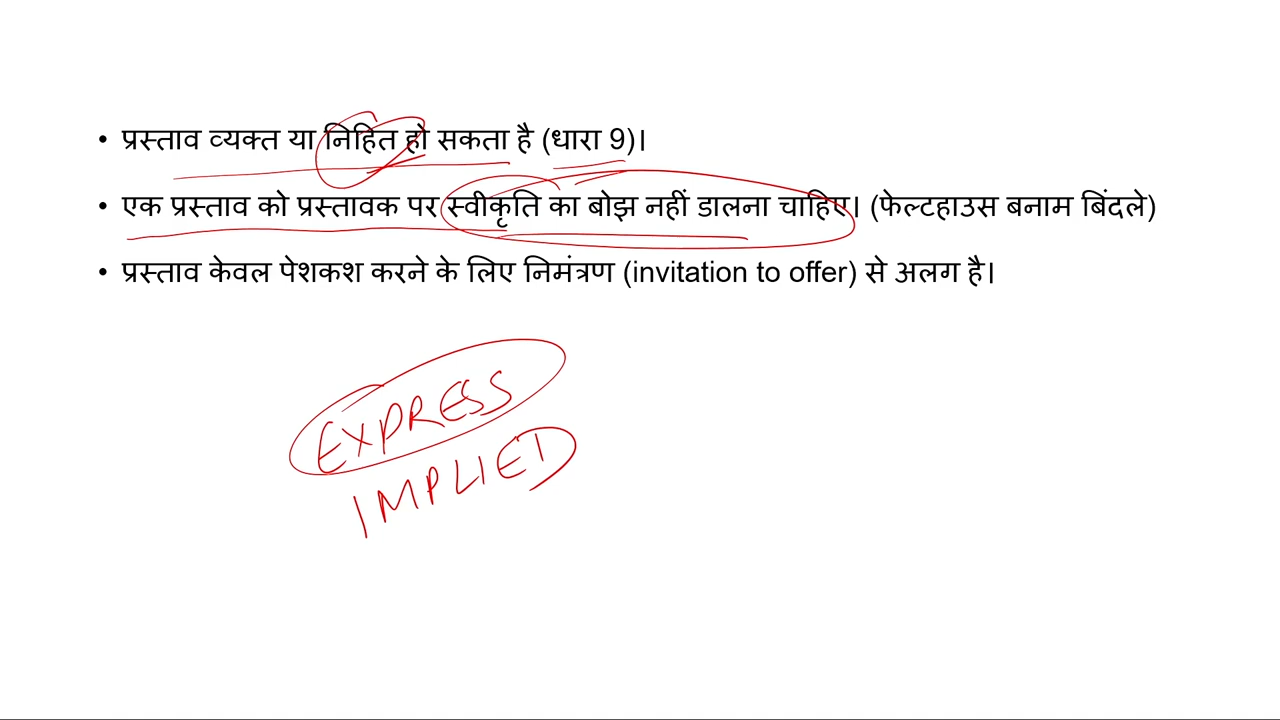 • प्रस्ताव व्यक्त या निहित हो सकता है (धारा 9)।
• एक प्रस्ताव को प्रस्तावक पर स्वीकृति का बोझ नहीं डालना चाहिए। (फेल्टहाउस बनाम बिंदले)
• प्रस्ताव केवल पेशकश करने के लिए निमंत्रण (invitation to offer) से अलग है।
EXPRESS
IMPLIED